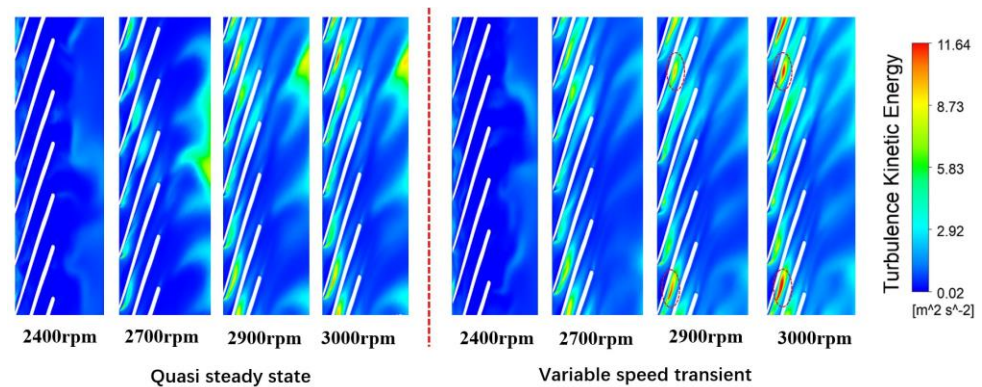 2400rpm 2700rpm 2900rpm 3000rpm
Quasi steady state
2400rpm 2700rpm 2900rpm 3000rpm
Variable speed transient
Turbulence Kinetic Energy
11.64
8.73
5.83
2.92
0.02
[m^2 s^-2]